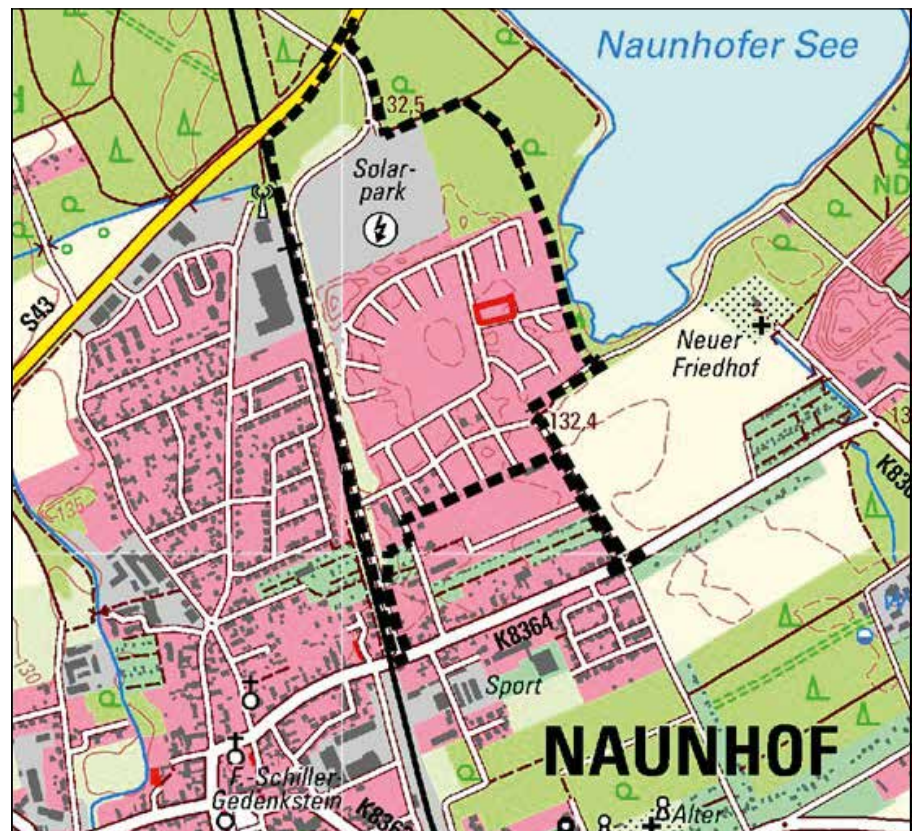 Naunhofer See
132,5
Solar-
park
ND
S43
Neuer
Friedhof
132,4
135
K8364
130
Sport
NAUNHOF
F.-Schiller-
Gedenkstein
Alter